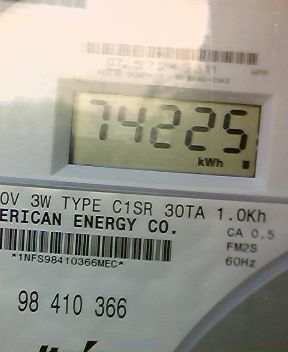 74225
kWh
0V 3W TYPE C1SR 30TA 1.0Kh
ERICAN ENERGY CO.
CA 0.5
FM2S
60Hz
*1NFS98410366MEC*
98 410 366